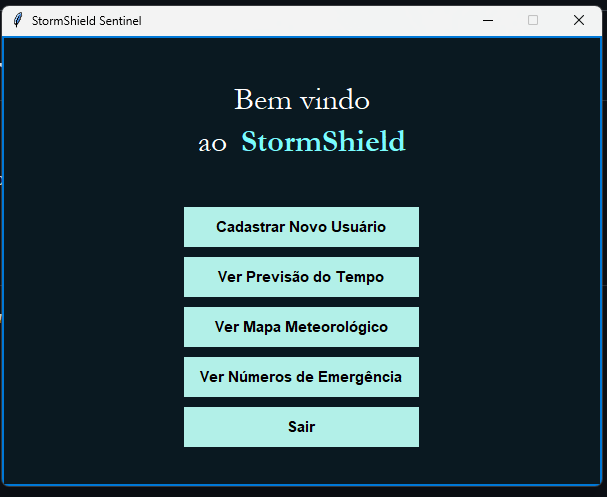 StormShield Sentinel
Bem vindo
ao StormShield
Cadastrar Novo Usuário
Ver Previsão do Tempo
Ver Mapa Meteorológico
Ver Números de Emergência
Sair